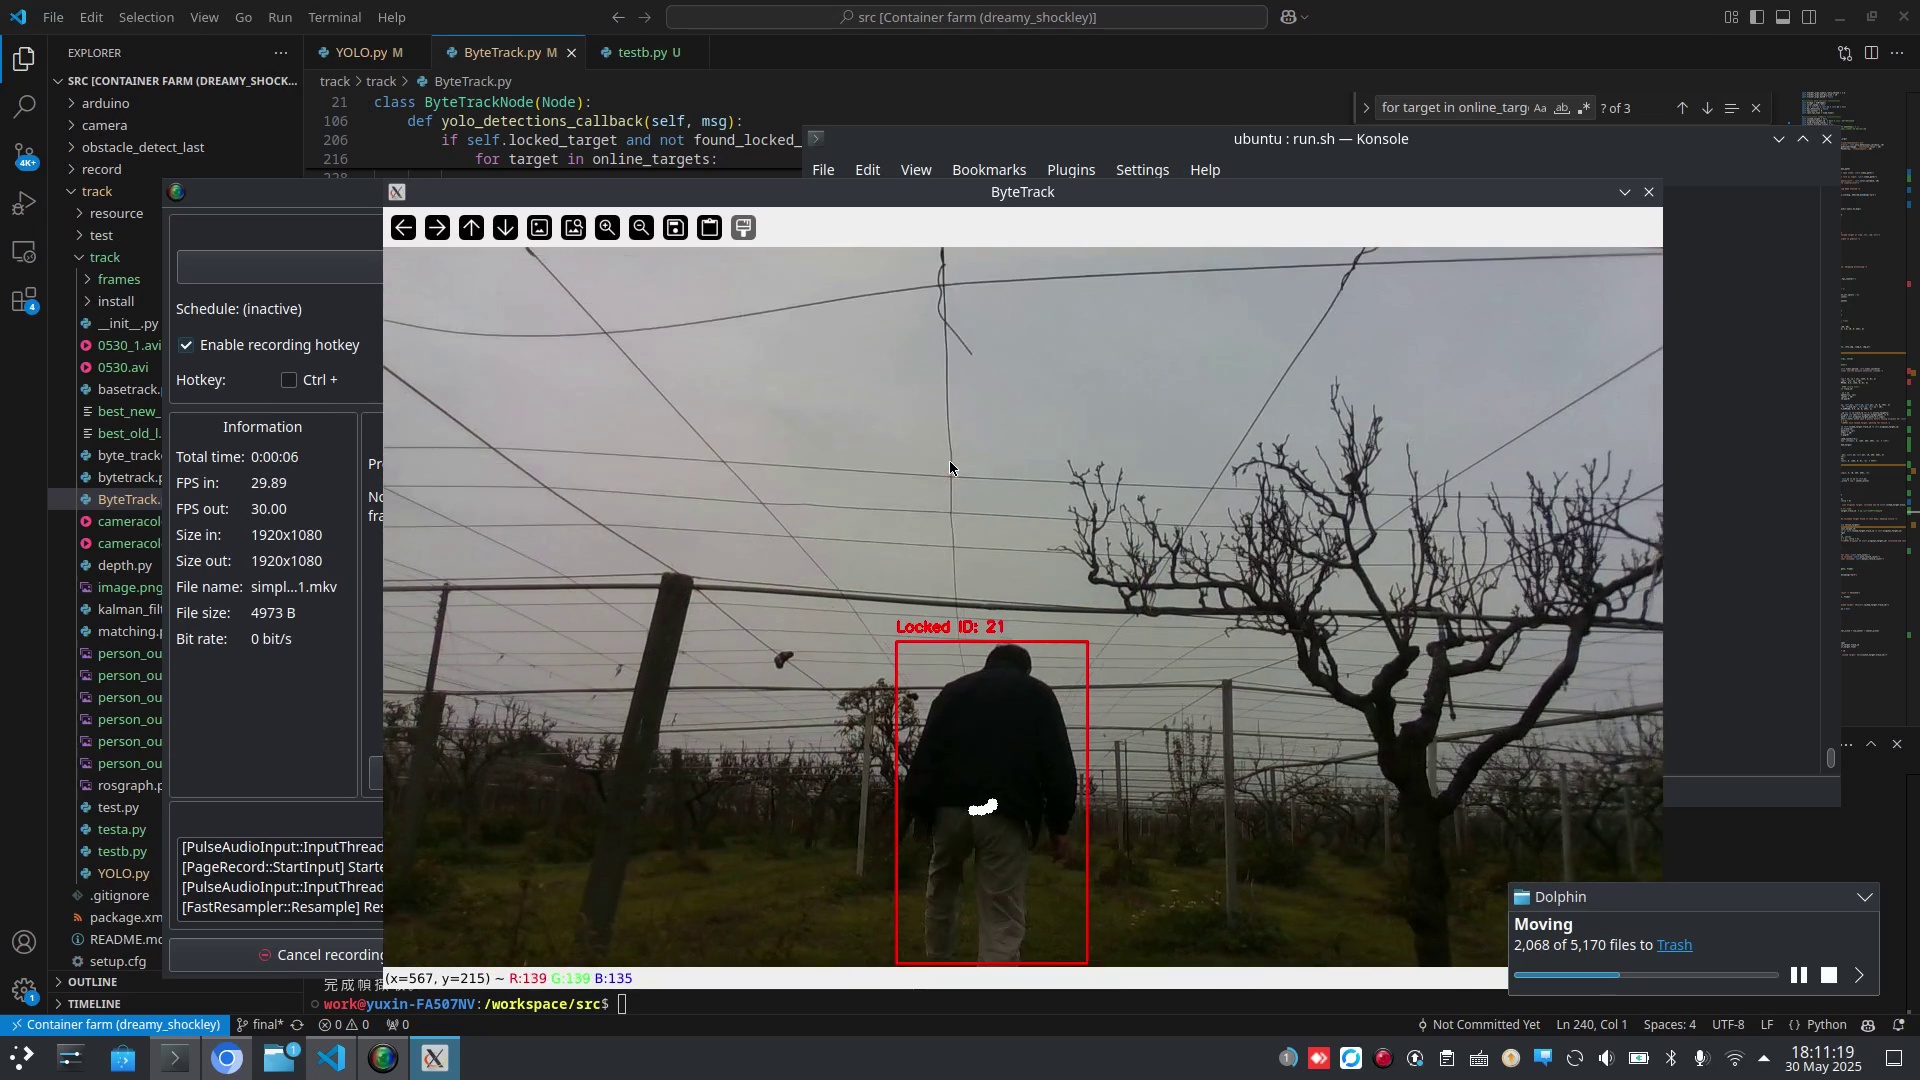 File Edit Selection View Go Run Terminal Help
src [Container farm (dreamy_shockley)]
EXPLORER
SRC [CONTAINER FARM (DREAMY_SHOCK...
arduino
camera
obstacle_detect_last
record
track
resource
test
track
frames
install
__init__.py
0530_1.avi
0530.avi
basetrack.
best_new_
best_old_l.
byte_track
bytetrack.p
ByteTrack.
cameracol
cameracol
depth.py
image.png
kalman_filt
matching.p
person_ou
person_ou
person_ou
person_ou
person_ou
person_ou
rosgraph.p
test.py
testa.py
testb.py
YOLO.py
.gitignore
package.xm
README.md
setup.cfg
OUTLINE
TIMELINE
YOLO.py M
ByteTrack.py M
testb.py U
track > track > ByteTrack.py
21 class ByteTrackNode(Node):
106 def yolo_detections_callback(self, msg):
206 if self.locked_target and not found_locked_
216 for target in online_targets:
228
for target in online_targ Aa ab ? of 3
ubuntu : run.sh — Konsole
File Edit View Bookmarks Plugins Settings Help
ByteTrack
Schedule: (inactive)
Enable recording hotkey
Hotkey: Ctrl +
Information
Total time: 0:00:06
FPS in: 29.89
FPS out: 30.00
Size in: 1920x1080
Size out: 1920x1080
File name: simpl...1.mkv
File size: 4973 B
Bit rate: 0 bit/s
Pr
No
fra
[PulseAudioInput::InputThread
[PageRecord::StartInput] Starte
[PulseAudioInput::InputThread
[FastResampler::Resample] Res
Cancel recording
Locked ID: 21
(x=567, y=215) ~ R:139 G:139 B:135
work@yuxin-FA507NV:/workspace/src$
Dolphin
Moving
2,068 of 5,170 files to Trash
4K+
4
1
Container farm (dreamy_shockley) final* 0 0 0
Not Committed Yet Ln 240, Col 1 Spaces: 4 UTF-8 LF {} Python
1
1
18:11:19
30 May 2025